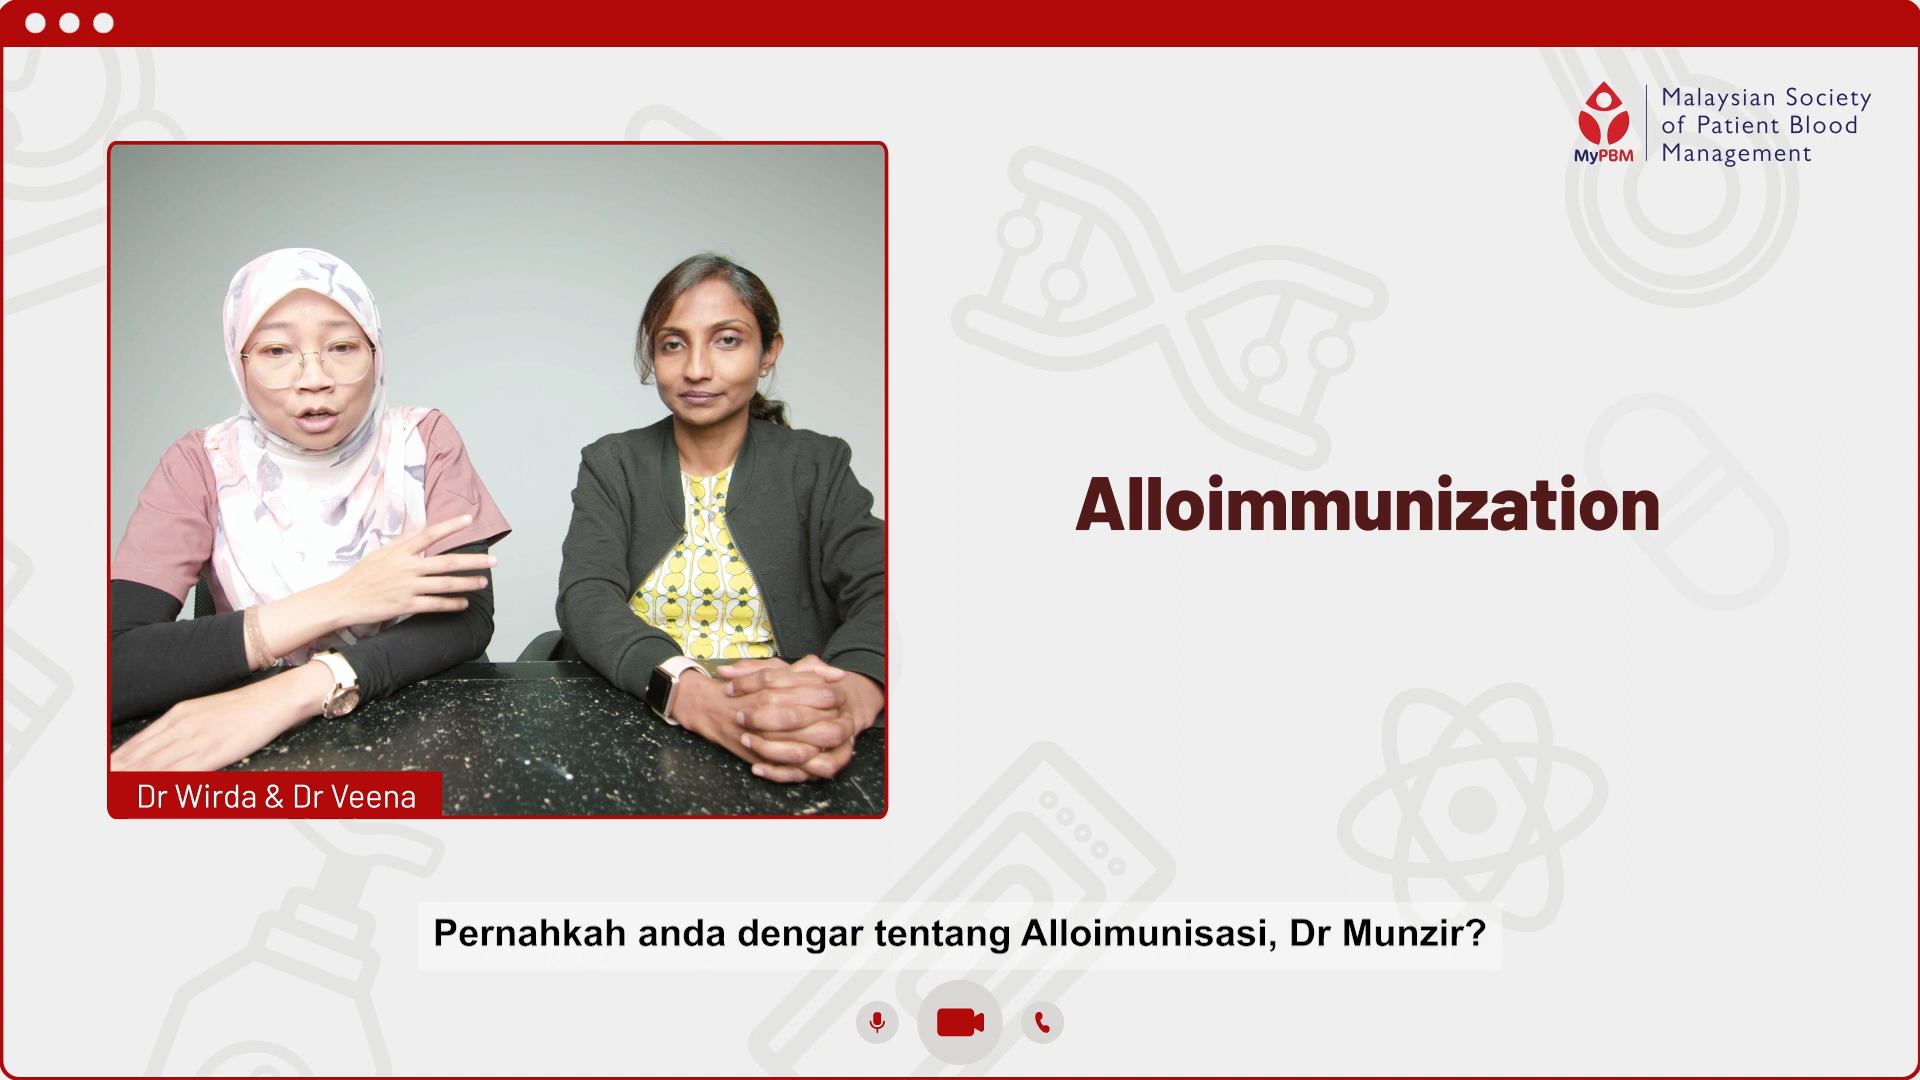 Malaysian Society
of Patient Blood
Management
MyPBM
Alloimmunization
Dr Wirda & Dr Veena
Pernahkah anda dengar tentang Alloimunisasi, Dr Munzir?